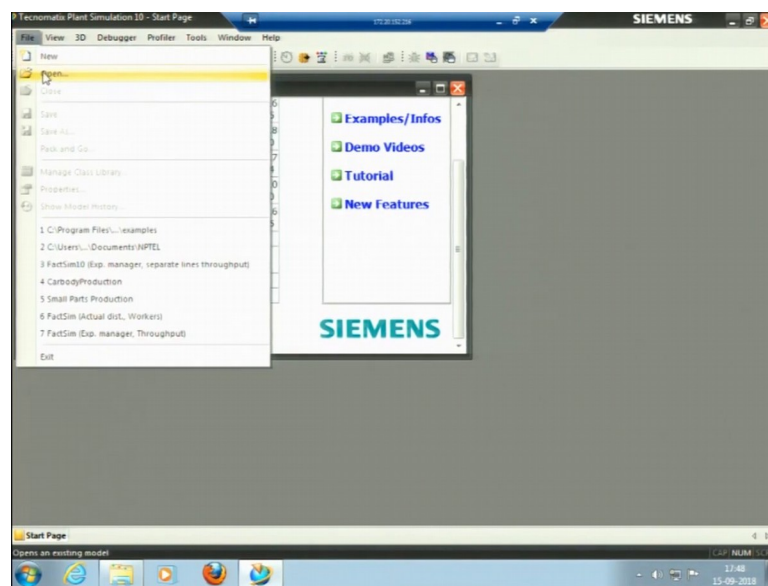 Tecnomatix Plant Simulation 10 - Start Page
172.20.152.216
SIEMENS
File View 3D Debugger Profiler Tools Window Help
New
Open...
Close
Save
Save As...
Pack and Go...
Manage Class Library...
Properties...
Show Model History...
1 C:\Program Files\...\examples
2 C:\Users\...\Documents\NPTEL
3 FactSim10 (Exp. manager, separate lines throughput)
4 CarbodyProduction
5 Small Parts Production
6 FactSim (Actual dist., Workers)
7 FactSim (Exp. manager, Throughput)
Exit
Examples/Infos
Demo Videos
Tutorial
New Features
SIEMENS
Start Page
Opens an existing model
CAP NUM
17:48
15-09-2018